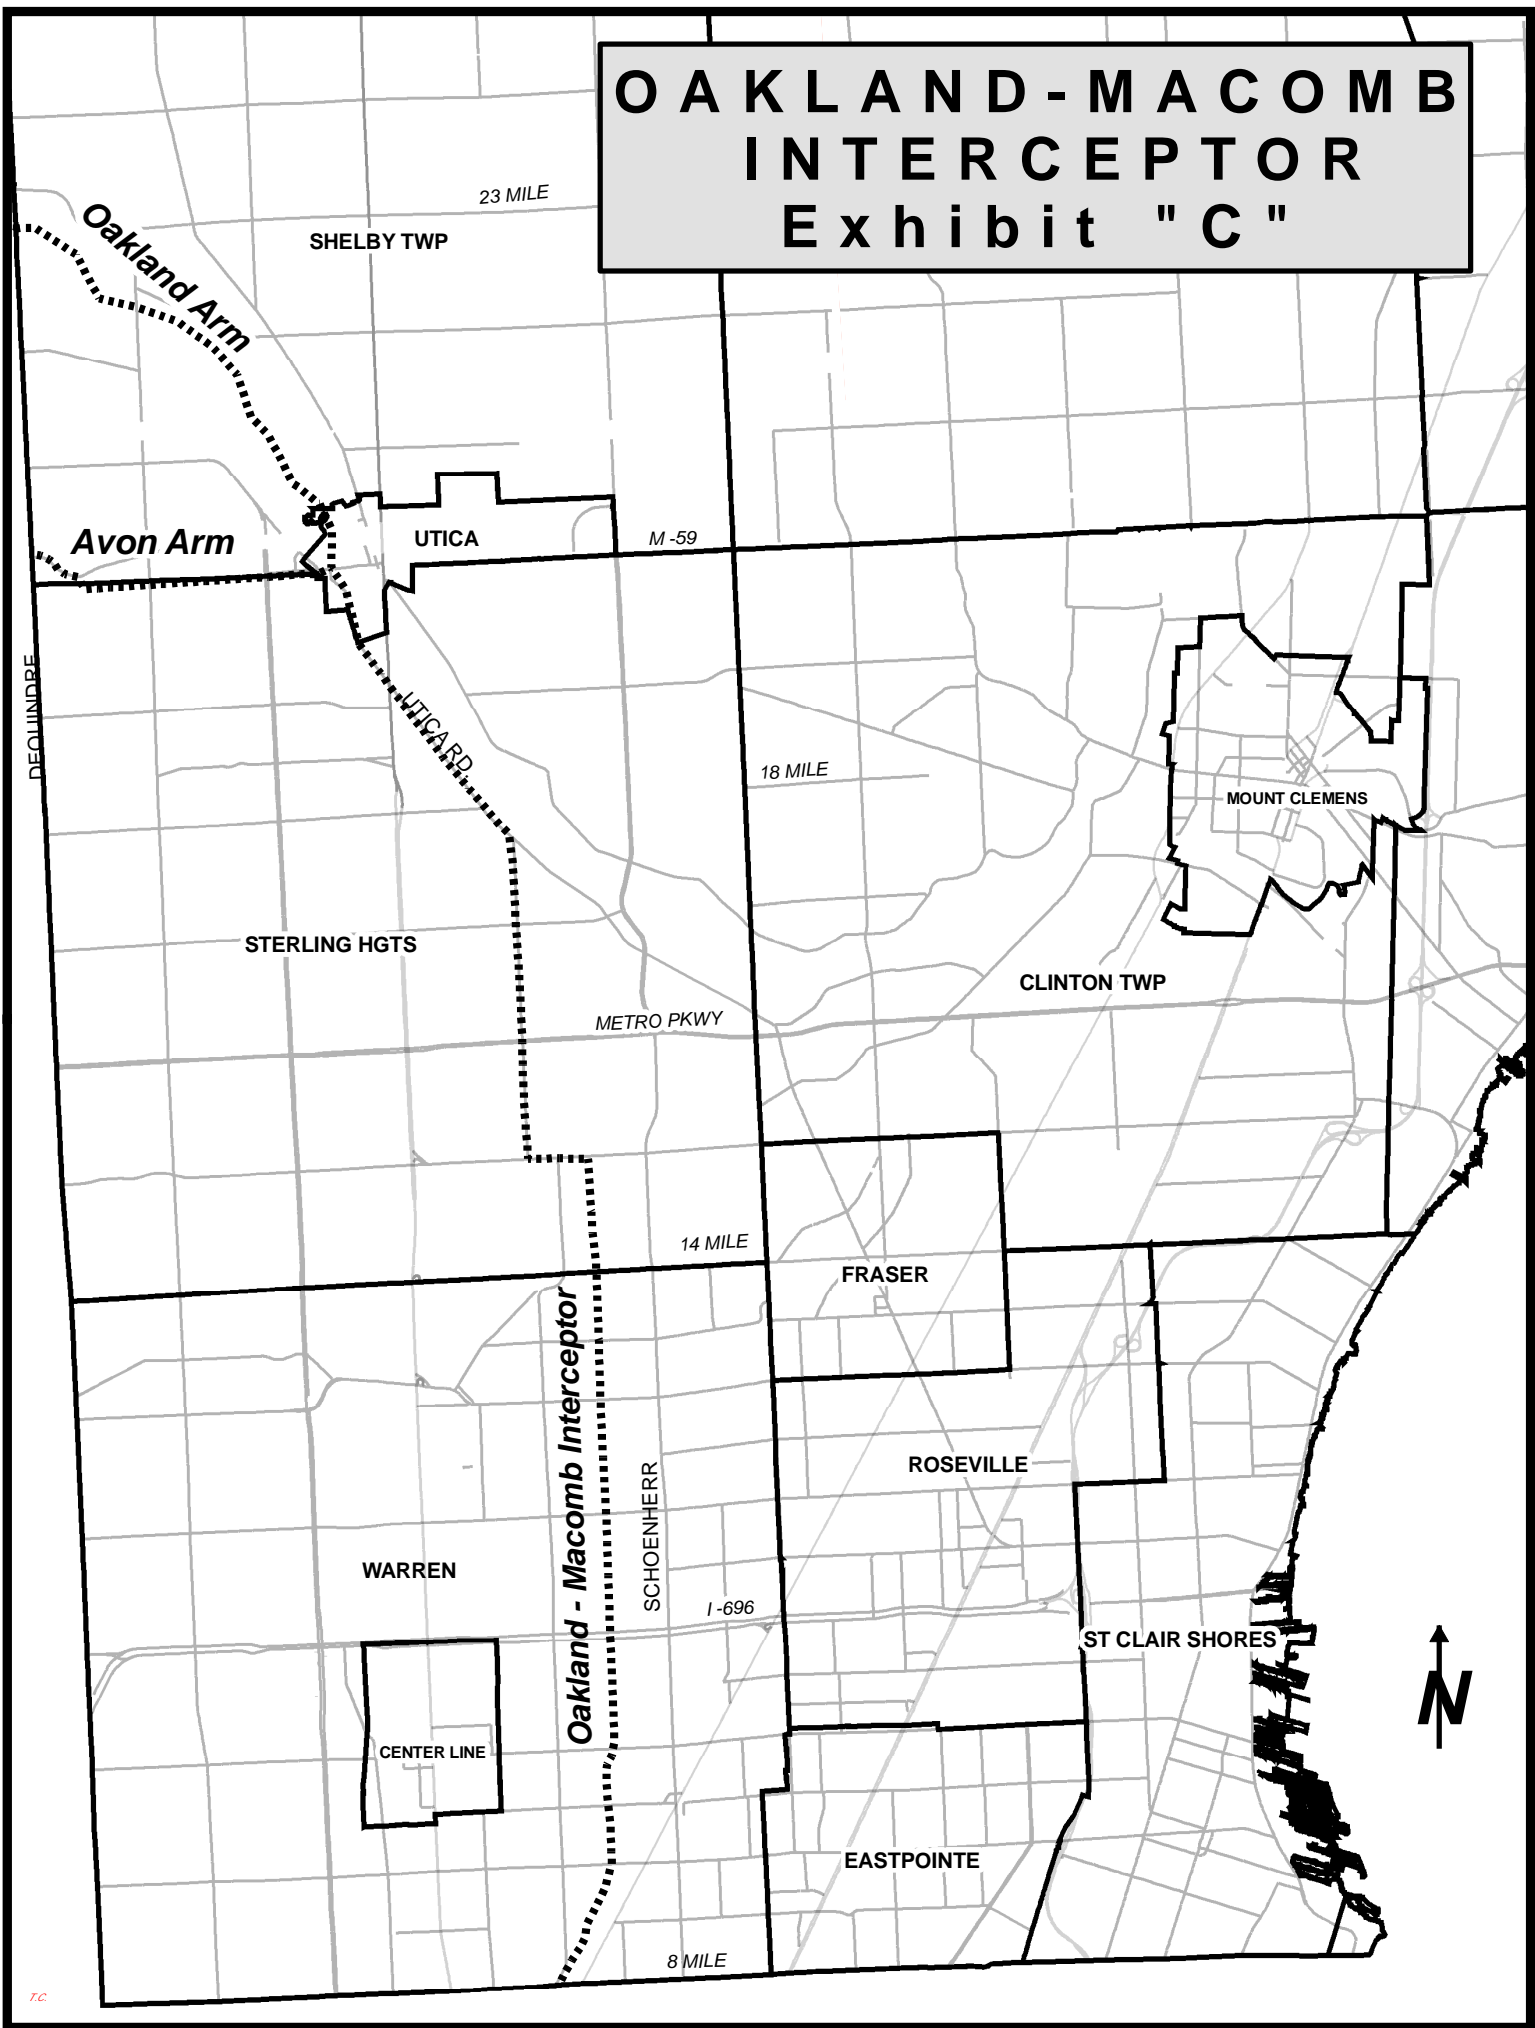 OAKLAND-MACOMB
INTERCEPTOR
Exhibit "C"
23 MILE
SHELBY TWP
Oakland Arm
Avon Arm
UTICA
M -59
DEQUINDRE
UTICA RD.
18 MILE
MOUNT CLEMENS
STERLING HGTS
CLINTON TWP
METRO PKWY
14 MILE
FRASER
Oakland - Macomb Interceptor
SCHOENHERR
ROSEVILLE
WARREN
I -696
ST CLAIR SHORES
N
CENTER LINE
EASTPOINTE
8 MILE
T.C.